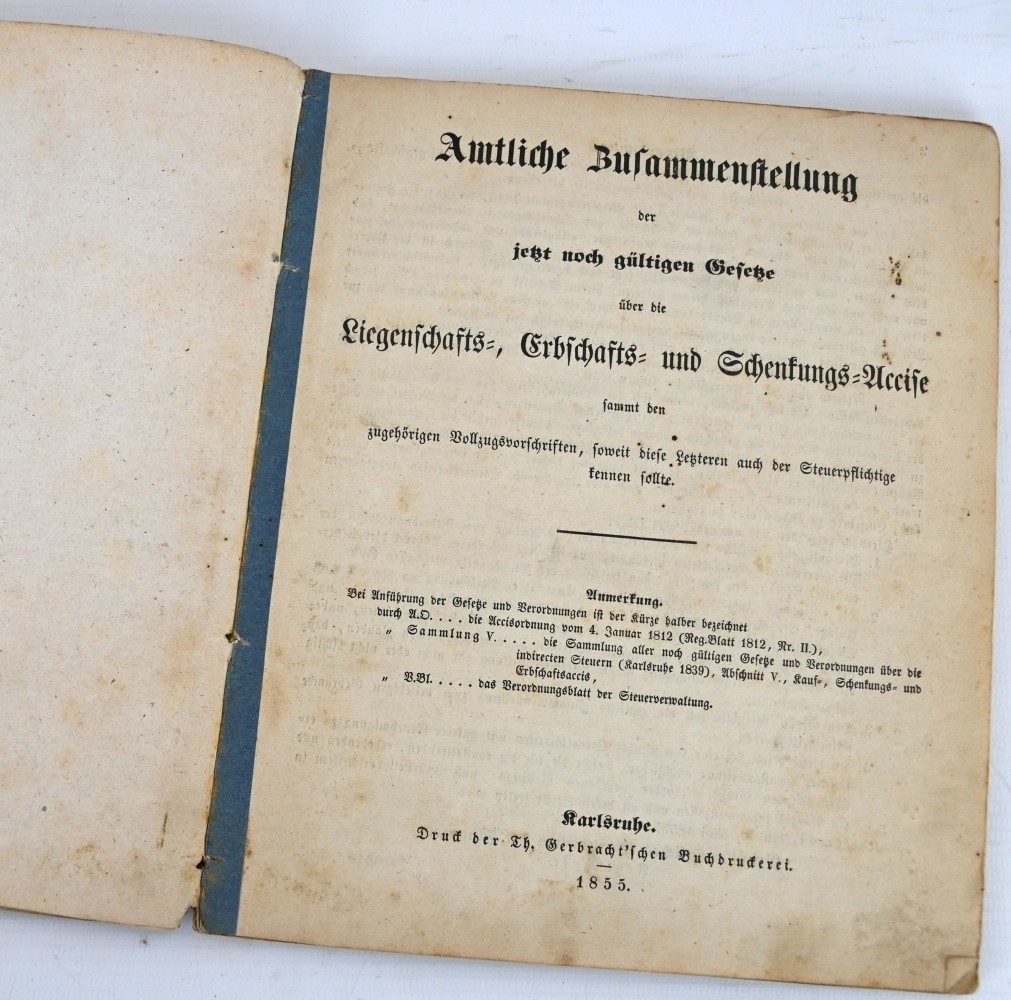 Amtliche Zusammenstellung
der
jetzt noch gültigen Gesetze
über die
Liegenschafts-, Erbschafts- und Schenkungs-Accise
sammt den
zugehörigen Vollzugsvorschriften, soweit diese Letzteren auch der Steuerpflichtige
kennen sollte.
Anmerkung.
Bei Anführung der Gesetze und Verordnungen ist der Kürze halber bezeichnet
durch A.O. . . . . die Accisordnung vom 4. Januar 1812 (Reg.Blatt 1812, Nr. II.),
„ Sammlung V. . . . . . die Sammlung aller noch gültigen Gesetze und Verordnungen über die
indirecten Steuern (Karlsruhe 1839), Abschnitt V., Kauf-, Schenkungs- und
Erbschaftsaccis,
„ V.Bl. . . . . . das Verordnungsblatt der Steuerverwaltung.
Karlsruhe.
Druck der Th. Gerbracht'schen Buchdruckerei.
1855.